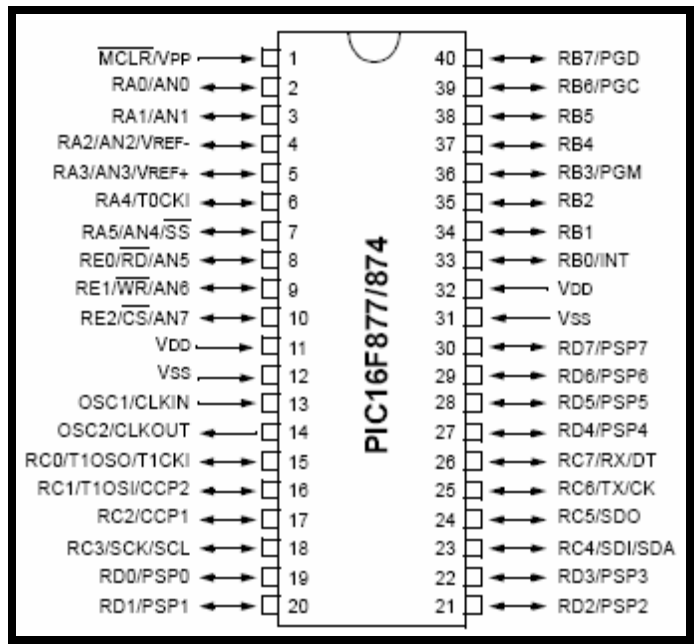 MCLR/VPP 1 40 RB7/PGD
RA0/AN0 2 39 RB6/PGC
RA1/AN1 3 38 RB5
RA2/AN2/VREF- 4 37 RB4
RA3/AN3/VREF+ 5 36 RB3/PGM
RA4/T0CKI 6 35 RB2
RA5/AN4/SS 7 34 RB1
RE0/RD/AN5 8 33 RB0/INT
RE1/WR/AN6 9 32 VDD
RE2/CS/AN7 10 31 VSS
VDD 11 30 RD7/PSP7
VSS 12 29 RD6/PSP6
OSC1/CLKIN 13 28 RD5/PSP5
OSC2/CLKOUT 14 27 RD4/PSP4
RC0/T1OSO/T1CKI 15 26 RC7/RX/DT
RC1/T1OSI/CCP2 16 25 RC6/TX/CK
RC2/CCP1 17 24 RC5/SDO
RC3/SCK/SCL 18 23 RC4/SDI/SDA
RD0/PSP0 19 22 RD3/PSP3
RD1/PSP1 20 21 RD2/PSP2
PIC16F877/874